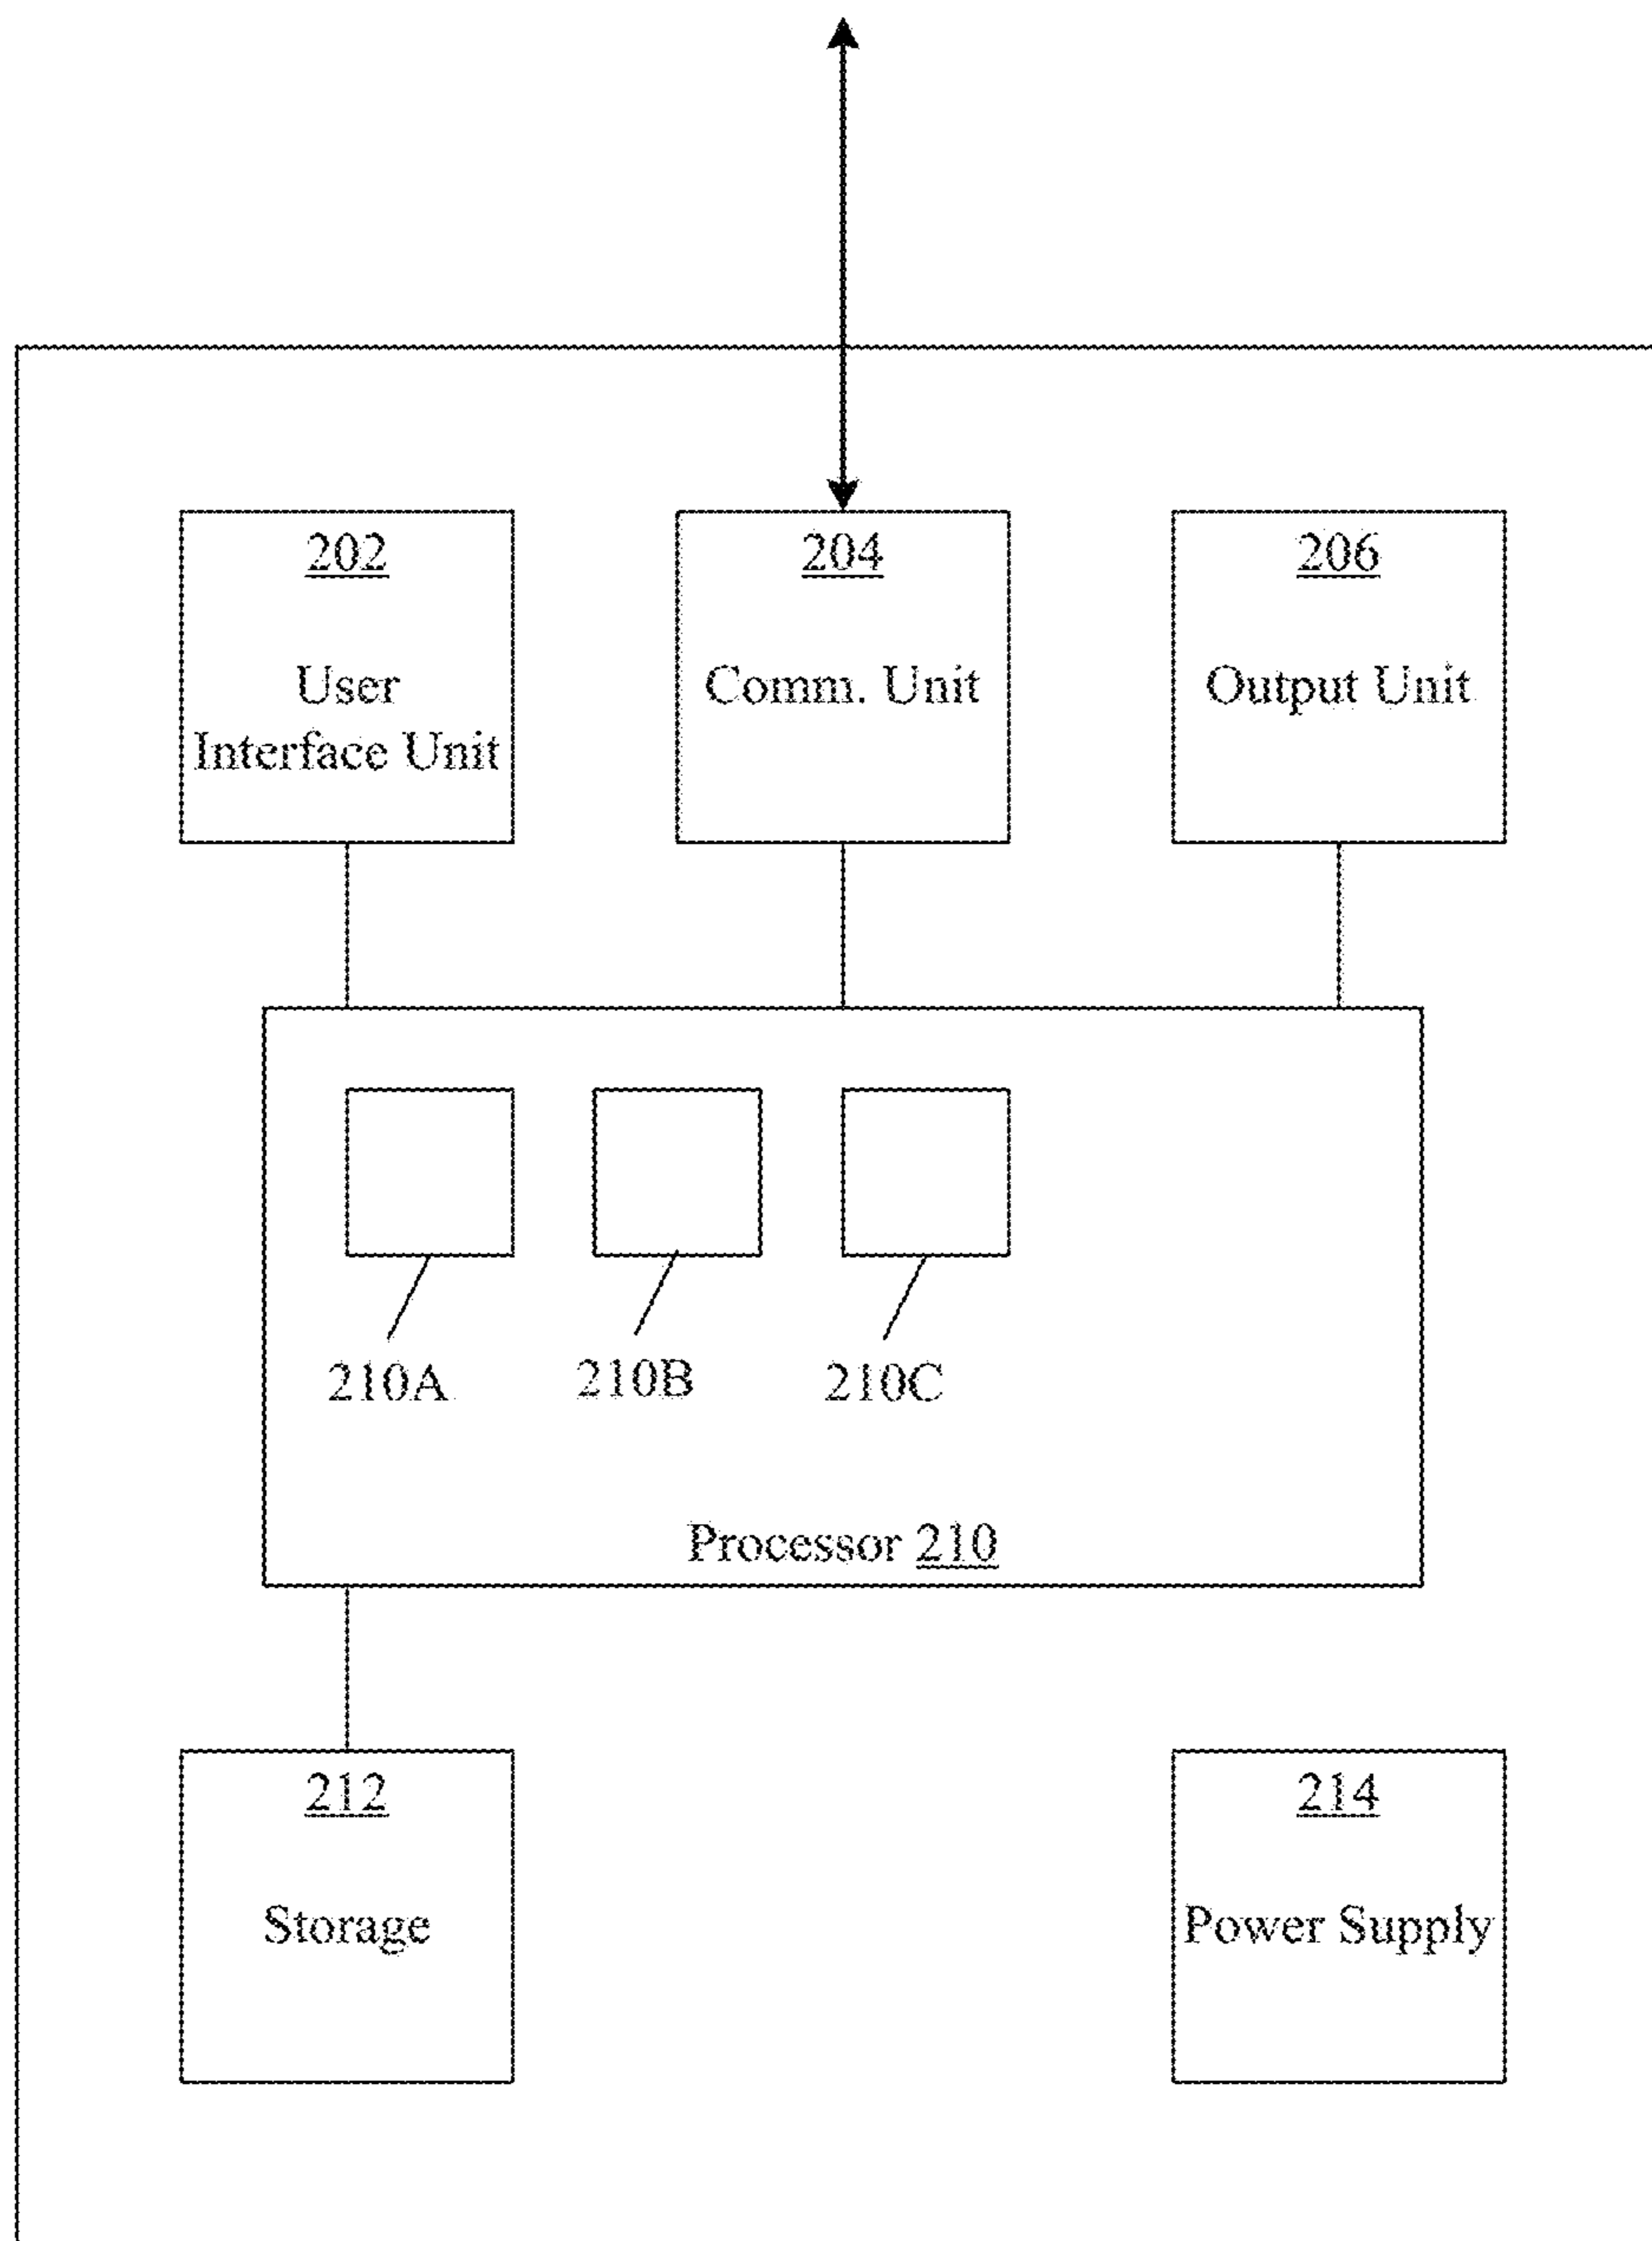 202
User
Interface Unit
204
Comm. Unit
206
Output Unit
210A
210B
210C
Processor 210
212
Storage
214
Power Supply